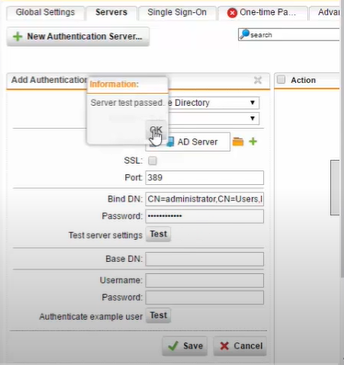 Global Settings Servers Single Sign-On One-time Pa...
New Authentication Server...
search
Add Authentication
Action
Information:
Server test passed.
OK
e Directory
AD Server
SSL:
Port: 389
Bind DN: CN=administrator,CN=Users,
Password: ************
Test server settings Test
Base DN:
Username:
Password:
Authenticate example user Test
Save Cancel